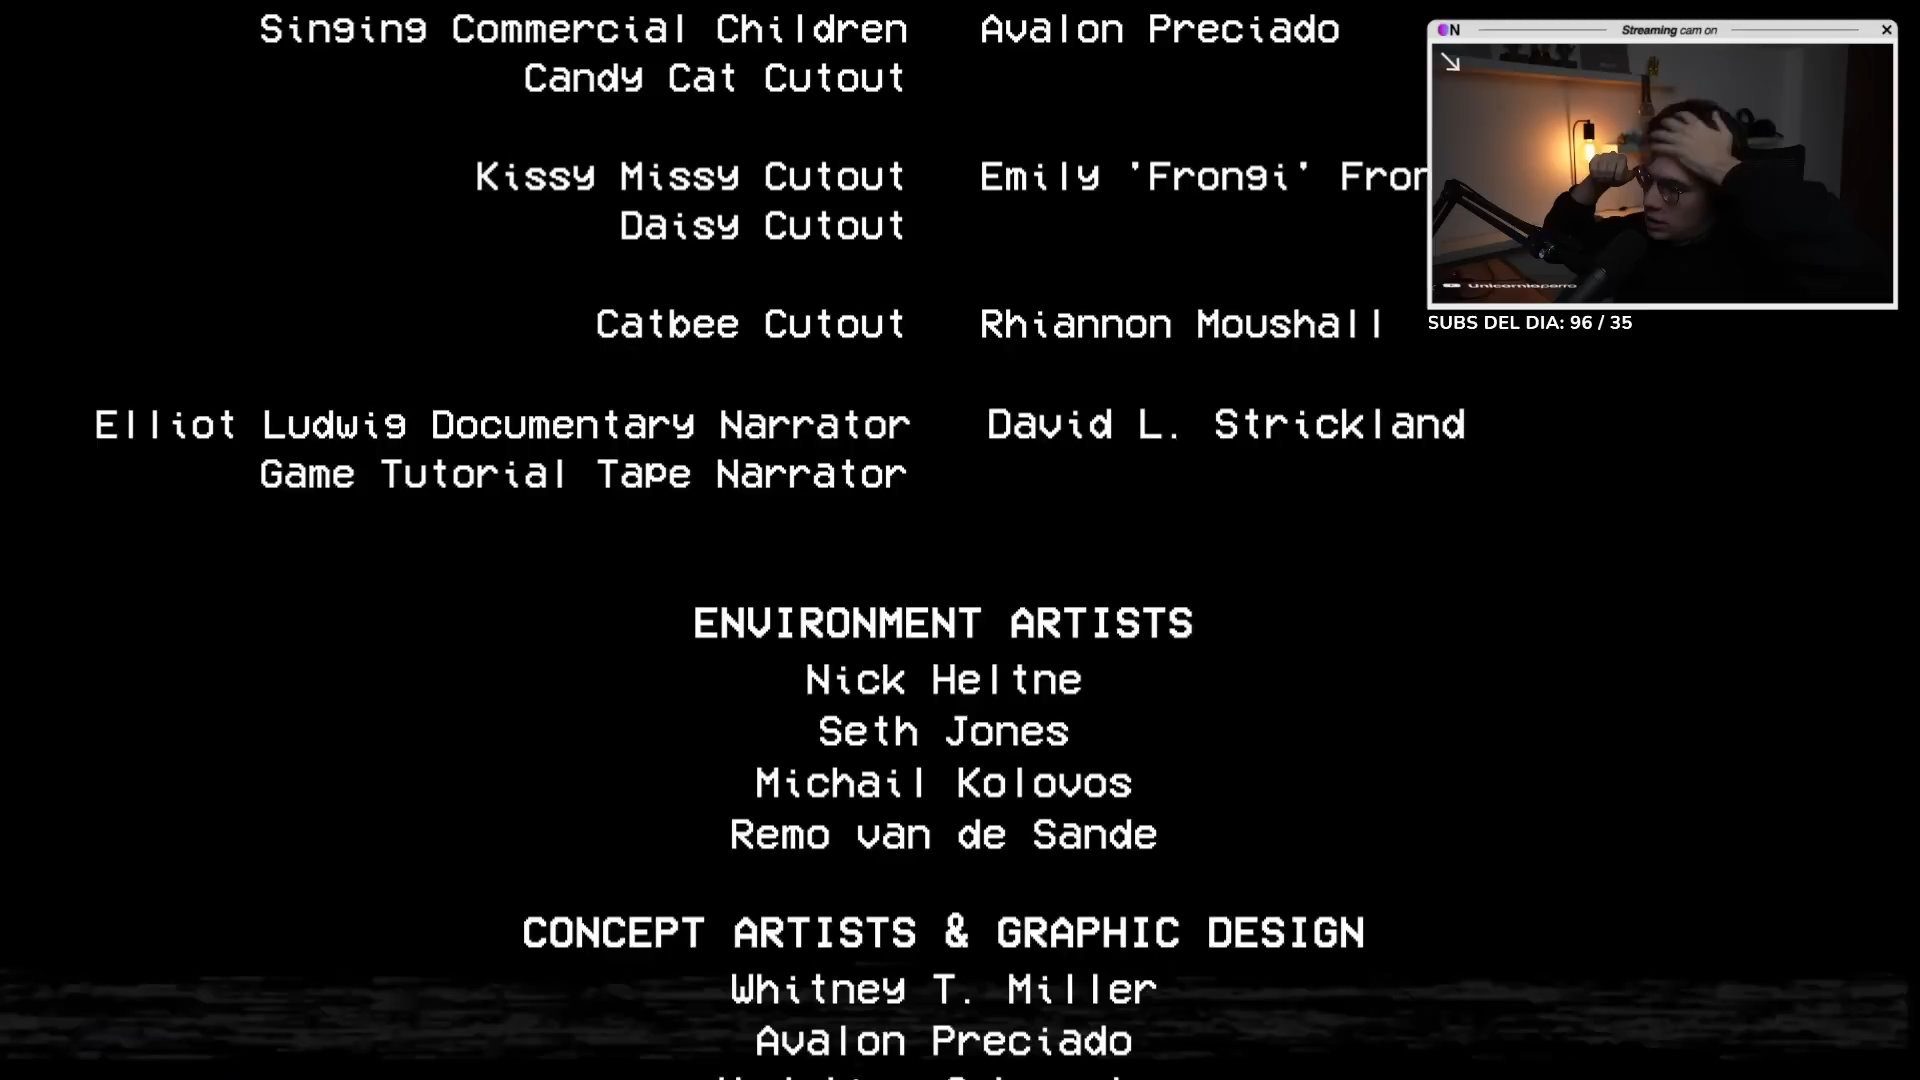 Singing Commercial Children Avalon Preciado
Candy Cat Cutout
Kissy Missy Cutout Emily 'Frongi' Fron
Daisy Cutout
Catbee Cutout Rhiannon Moushall
Elliot Ludwig Documentary Narrator David L. Strickland
Game Tutorial Tape Narrator
ENVIRONMENT ARTISTS
Nick Heltne
Seth Jones
Michail Kolovos
Remo van de Sande
CONCEPT ARTISTS & GRAPHIC DESIGN
Whitney T. Miller
Avalon Preciado
ON Streaming cam on
Unicornioperro
SUBS DEL DIA: 96 / 35